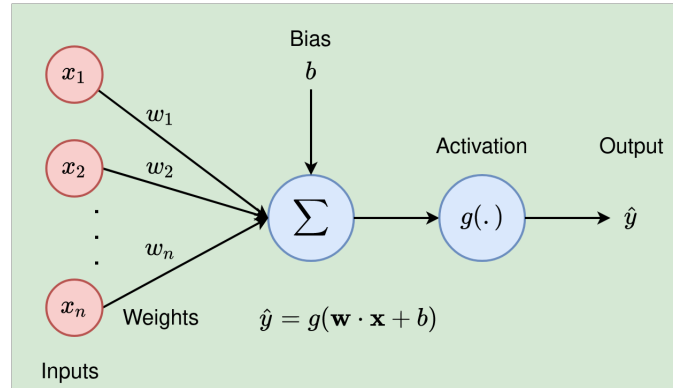 Bias
b
x₁
w₁
Activation
Output
x₂
w₂
∑
g(.)
ŷ
.
.
.
wₙ
xₙ
Weights
ŷ = g(𝐰 · 𝐱 + b)
Inputs